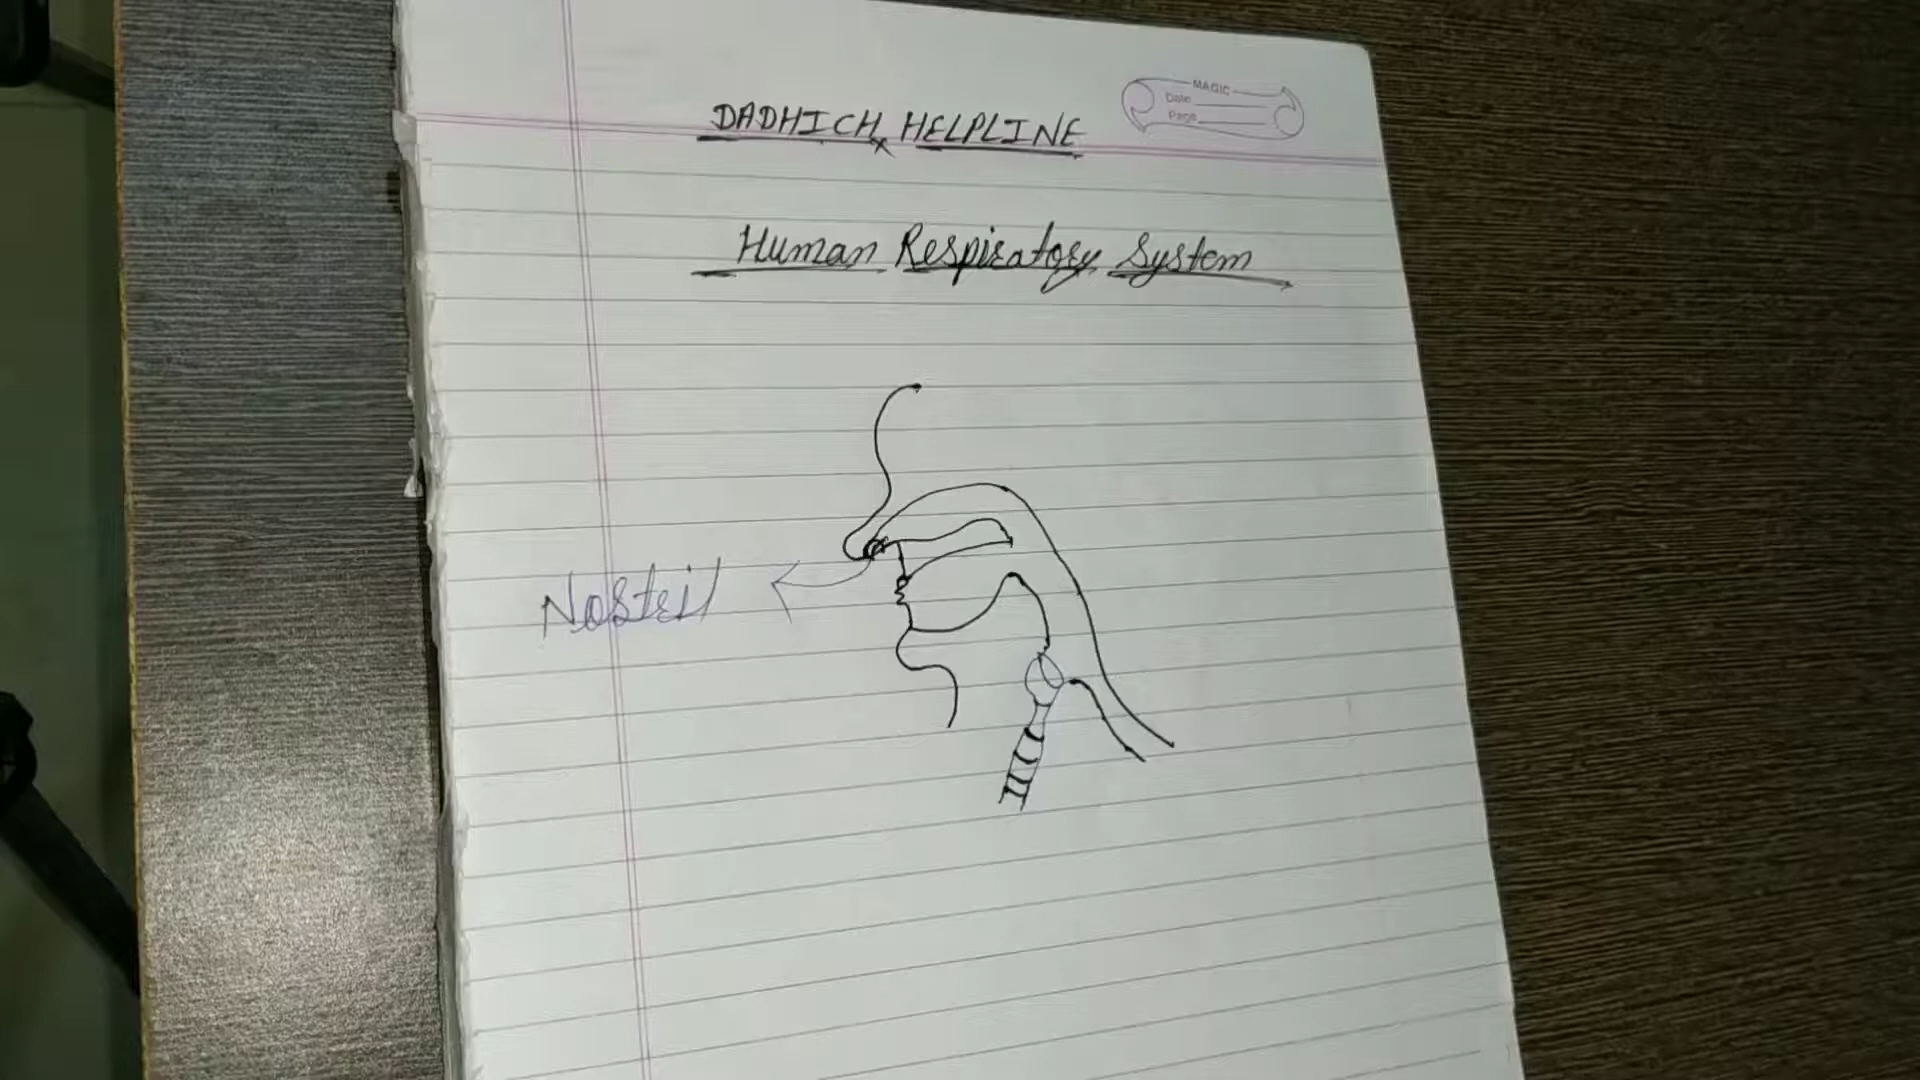 DADHICH HELPLINE
MAGIC
Date
Page
Human Respiratory System
Nostril